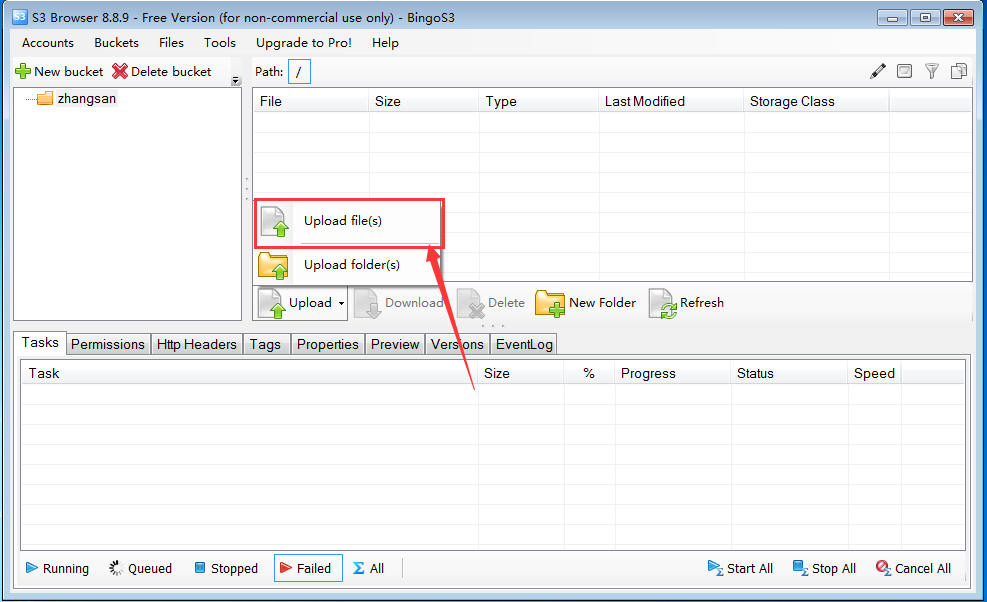 S3 S3 Browser 8.8.9 - Free Version (for non-commercial use only) - BingoS3
Accounts Buckets Files Tools Upgrade to Pro! Help
New bucket Delete bucket Path: /
zhangsan
File Size Type Last Modified Storage Class
Upload file(s)
Upload folder(s)
Upload Download Delete New Folder Refresh
Tasks Permissions Http Headers Tags Properties Preview Versions EventLog
Task Size % Progress Status Speed
Running Queued Stopped Failed Σ All Start All Stop All Cancel All